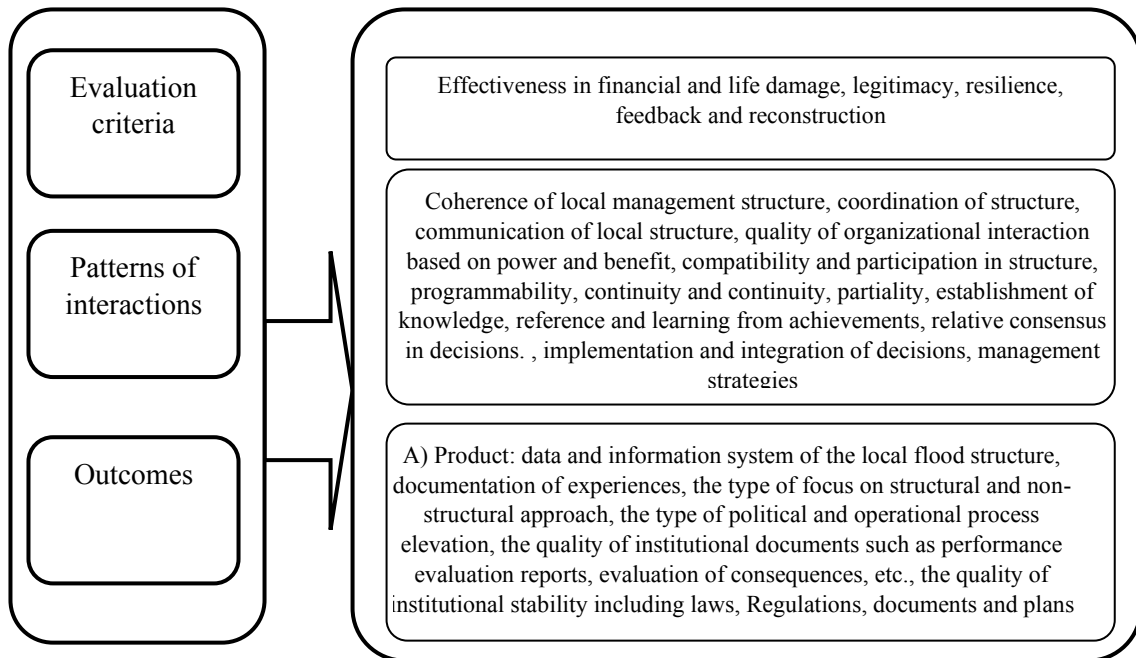 Evaluation
criteria
Effectiveness in financial and life damage, legitimacy, resilience,
feedback and reconstruction
Patterns of
interactions
Coherence of local management structure, coordination of structure,
communication of local structure, quality of organizational interaction
based on power and benefit, compatibility and participation in structure,
programmability, continuity and continuity, partiality, establishment of
knowledge, reference and learning from achievements, relative consensus
in decisions. , implementation and integration of decisions, management
strategies
Outcomes
A) Product: data and information system of the local flood structure,
documentation of experiences, the type of focus on structural and non-
structural approach, the type of political and operational process
elevation, the quality of institutional documents such as performance
evaluation reports, evaluation of consequences, etc., the quality of
institutional stability including laws, Regulations, documents and plans